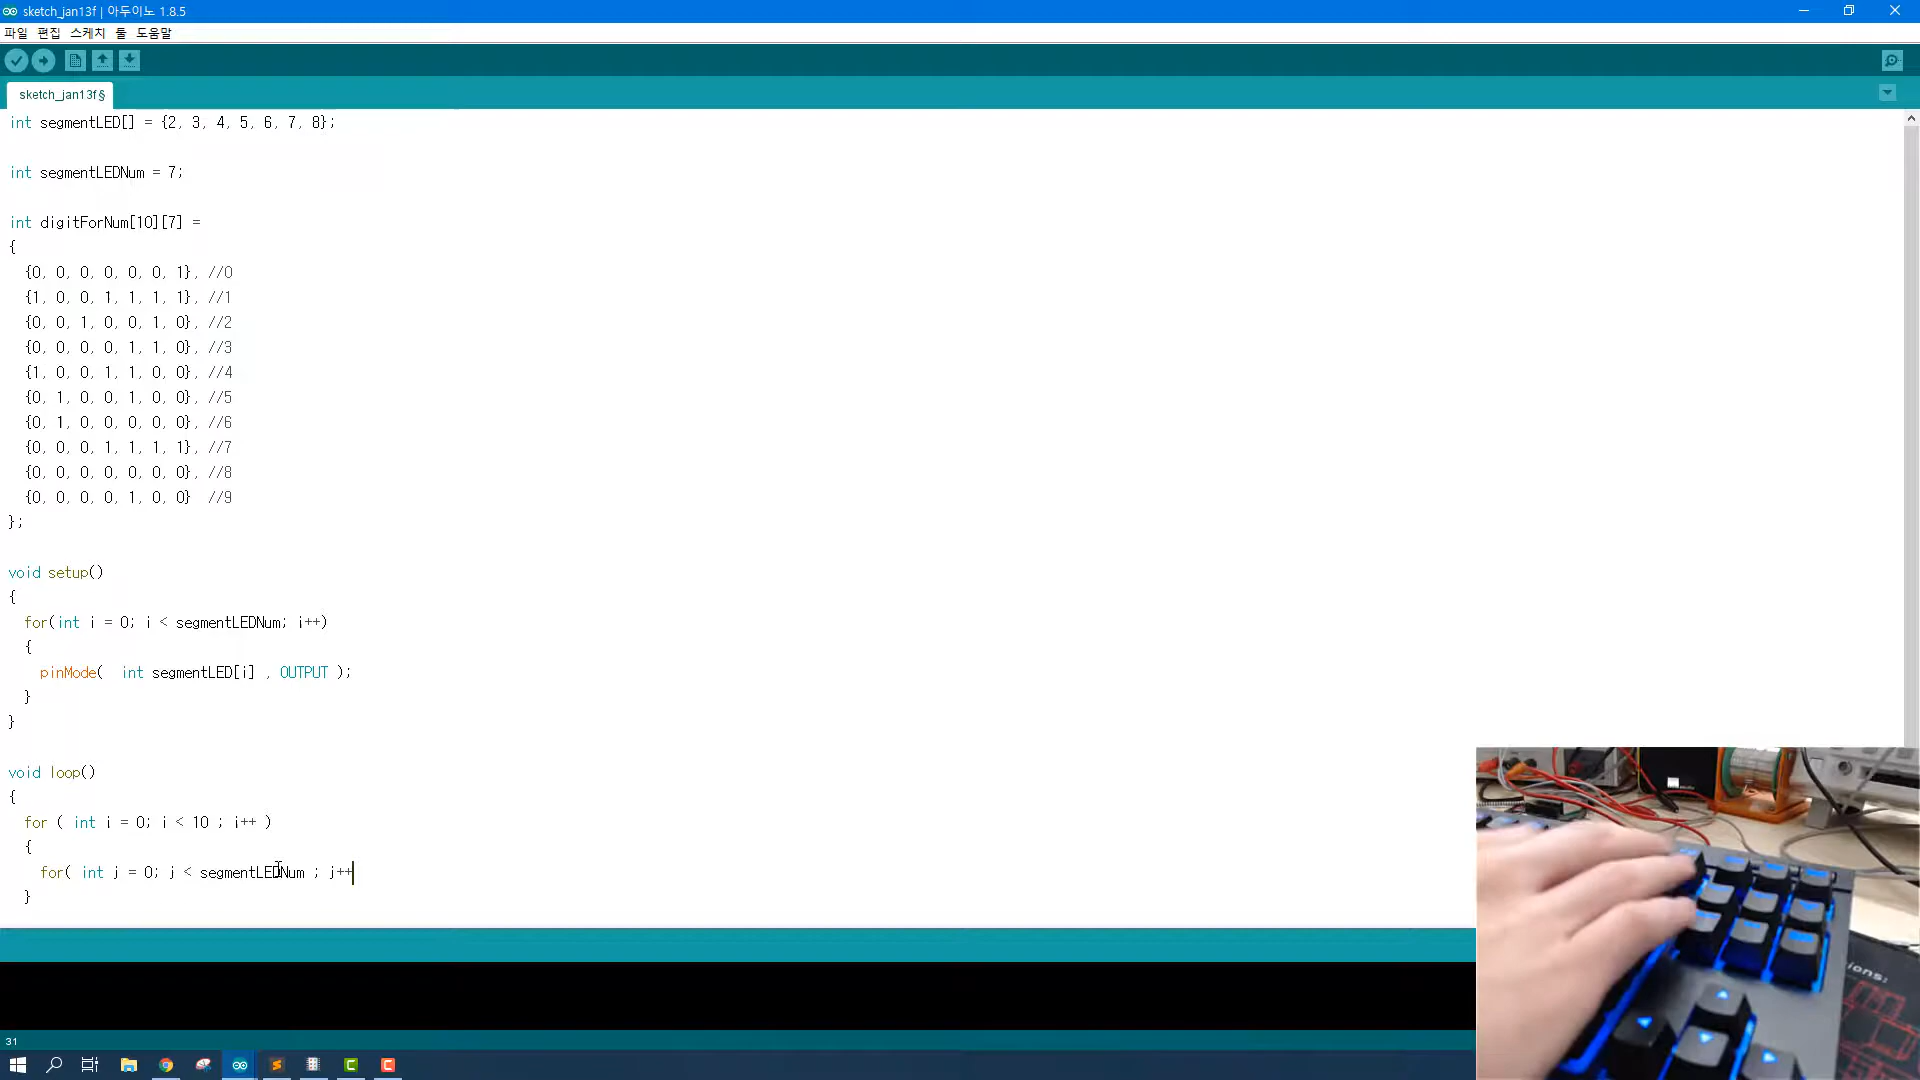 sketch_jan13f | 아두이노 1.8.5
파일 편집 스케치 툴 도움말
sketch_jan13f§
int segmentLED[] = {2, 3, 4, 5, 6, 7, 8};
int segmentLEDNum = 7;
int digitForNum[10][7] =
{
{0, 0, 0, 0, 0, 0, 1}, //0
{1, 0, 0, 1, 1, 1, 1}, //1
{0, 0, 1, 0, 0, 1, 0}, //2
{0, 0, 0, 0, 1, 1, 0}, //3
{1, 0, 0, 1, 1, 0, 0}, //4
{0, 1, 0, 0, 1, 0, 0}, //5
{0, 1, 0, 0, 0, 0, 0}, //6
{0, 0, 0, 1, 1, 1, 1}, //7
{0, 0, 0, 0, 0, 0, 0}, //8
{0, 0, 0, 0, 1, 0, 0} //9
};
void setup()
{
for(int i = 0; i < segmentLEDNum; i++)
{
pinMode( int segmentLED[i] , OUTPUT );
}
}
void loop()
{
for ( int i = 0; i < 10 ; i++ )
{
for( int j = 0; j < segmentLEDNum ; j++
}
31